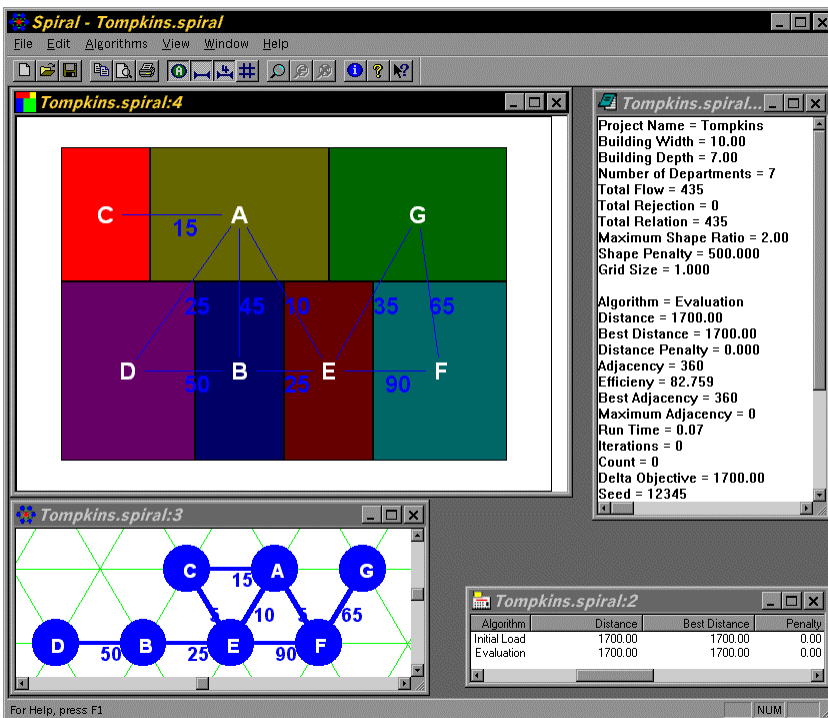 Spiral - Tompkins.spiral
File Edit Algorithms View Window Help
Tompkins.spiral:4
C A G
15
25 45 10 35 65
D B E F
50 25 90
Tompkins.spiral...
Project Name = Tompkins
Building Width = 10.00
Building Depth = 7.00
Number of Departments = 7
Total Flow = 435
Total Rejection = 0
Total Relation = 435
Maximum Shape Ratio = 2.00
Shape Penalty = 500.000
Grid Size = 1.000
Algorithm = Evaluation
Distance = 1700.00
Best Distance = 1700.00
Distance Penalty = 0.000
Adjacency = 360
Efficieny = 82.759
Best Adjacency = 360
Maximum Adjacency = 0
Run Time = 0.07
Iterations = 0
Count = 0
Delta Objective = 1700.00
Seed = 12345
Tompkins.spiral:3
C 15 A G
5 10 5 65
D B E F
50 25 90
Tompkins.spiral:2
Algorithm Distance Best Distance Penalty
Initial Load 1700.00 1700.00 0.00
Evaluation 1700.00 1700.00 0.00
For Help, press F1
NUM